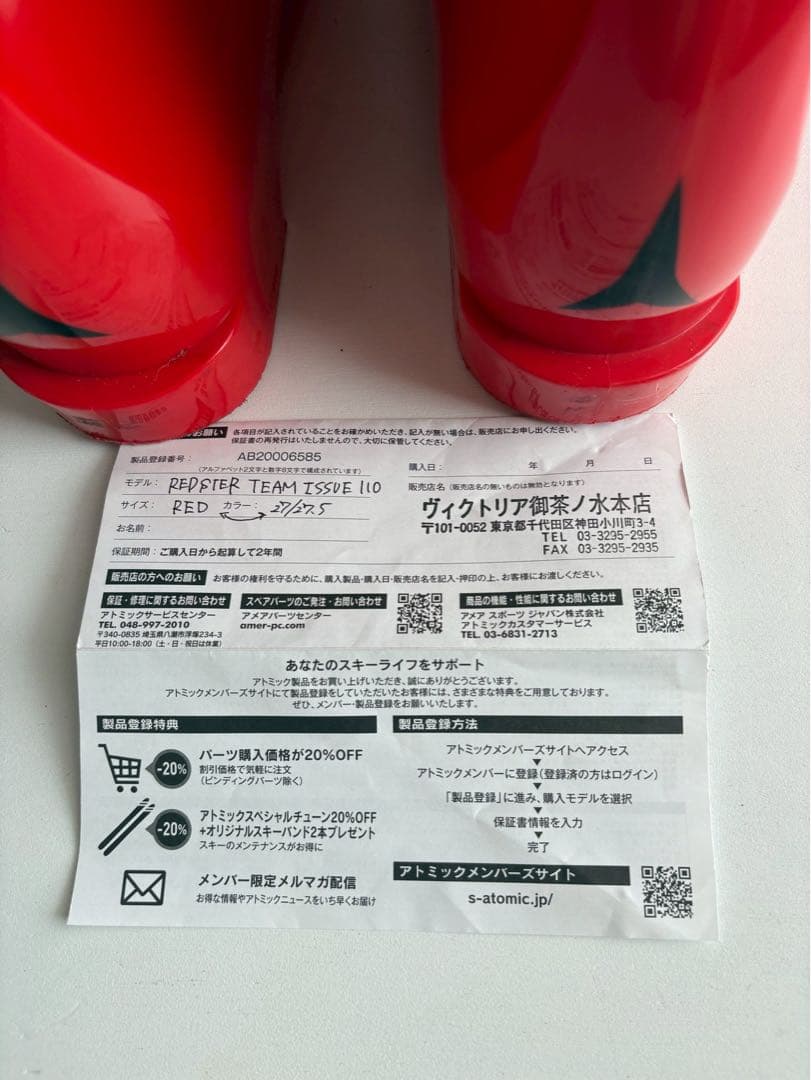 のお願い 各項目が記入されていることをお確かめいただき、記入が無い場合は、販売店にお申し出ください。
保証書の再発行はいたしませんので、大切に保管してください。
製品登録番号: AB20006585
(アルファベット2文字と数字8文字で構成されています)
モデル: REDSTER TEAM ISSUE 110
サイズ: RED カラー: 27/27.5
お名前:
保証期間: ご購入日から起算して2年間
購入日: 年 月 日
販売店名 (販売店名の無いものは無効となります)
ヴィクトリア御茶ノ水本店
〒101-0052 東京都千代田区神田小川町3-4
TEL 03-3295-2955
FAX 03-3295-2935
販売店の方へのお願い お客様の権利を守るために、購入製品・購入日・販売店名を記入・押印の上、お客様にお渡しください。
保証・修理に関するお問い合わせ
アトミックサービスセンター
TEL. 048-997-2010
〒340-0835 埼玉県八潮市浮塚234-3
平日10:00-18:00(土・日・祝日は休業)
スペアパーツのご発注・お問い合わせ
アメアパーツセンター
amer-pc.com
商品の機能・性能に関するお問い合わせ
アメア スポーツ ジャパン株式会社
アトミックカスタマーサービス
TEL. 03-6831-2713
あなたのスキーライフをサポート
アトミック製品をお買い上げいただき、誠にありがとうございます。
アトミックメンバーズサイトにて製品登録をしていただいたお客様には、さまざまな特典をご用意しております。
ぜひ、メンバー・製品登録をお願いいたします。
製品登録特典
-20%
パーツ購入価格が20%OFF
割引価格で気軽に注文
(ビンディングパーツ除く)
-20%
アトミックスペシャルチューン20%OFF
+オリジナルスキーバンド2本プレゼント
スキーのメンテナンスがお得に
メンバー限定メルマガ配信
お得な情報やアトミックニュースをいち早くお届け
製品登録方法
アトミックメンバーズサイトへアクセス
▼
アトミックメンバーに登録(登録済の方はログイン)
▼
「製品登録」に進み、購入モデルを選択
▼
保証書情報を入力
▼
完了
アトミックメンバーズサイト
s-atomic.jp/